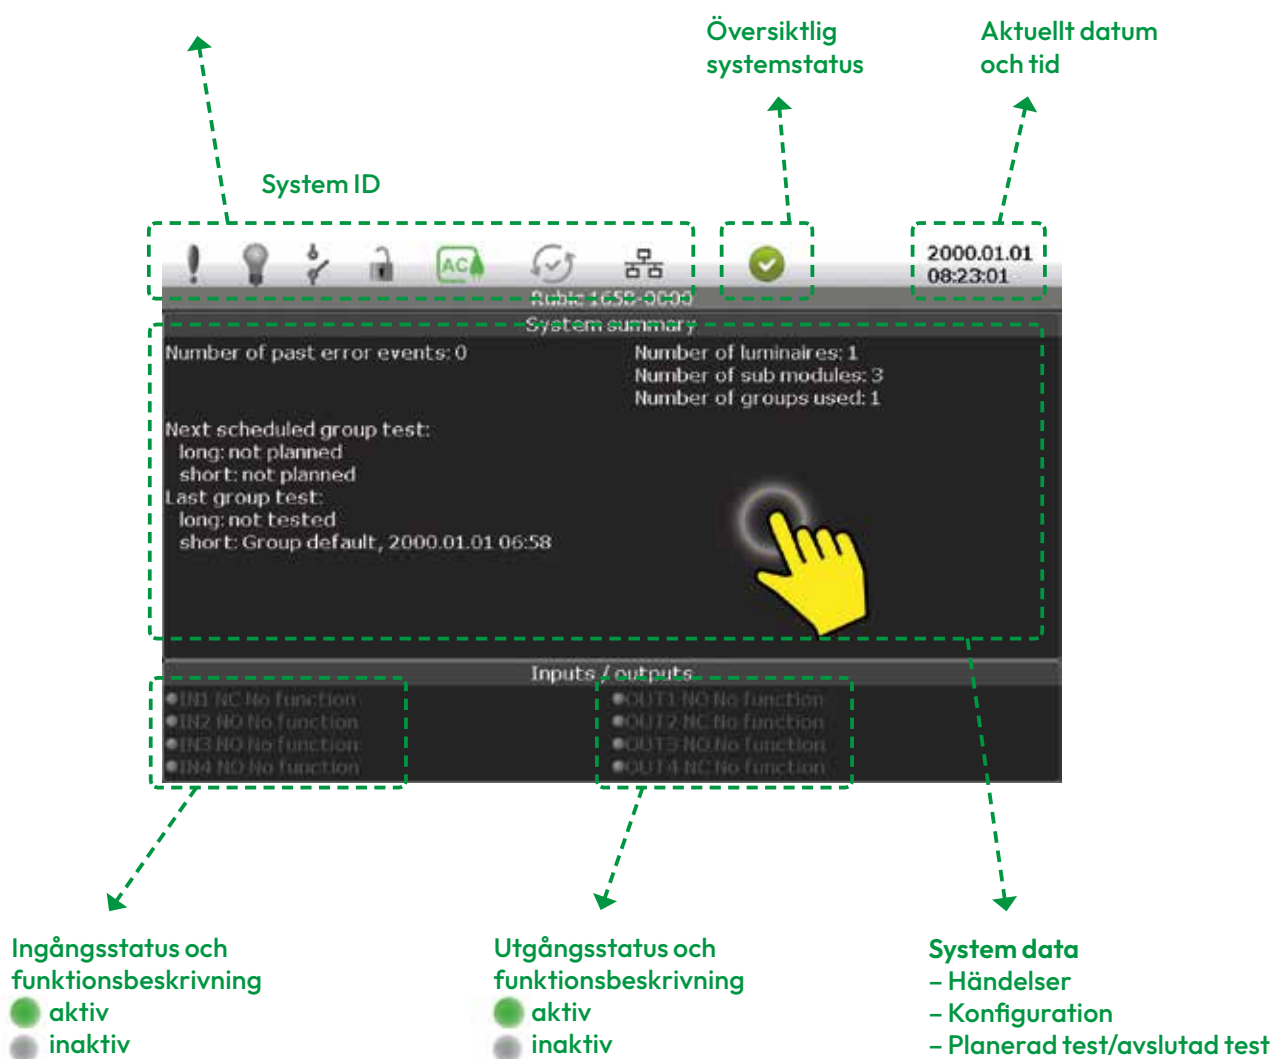 Översiktlig
systemstatus
Aktuellt datum
och tid
System ID
AC
2000.01.01
08:23:01
Rubic 165D-0000
System summary
Number of past error events: 0
Number of luminaires: 1
Number of sub modules: 3
Number of groups used: 1
Next scheduled group test:
long: not planned
short: not planned
Last group test:
long: not tested
short: Group default, 2000.01.01 06:58
Inputs / outputs
IN1 NC No function
IN2 NO No function
IN3 NO No function
IN4 NO No function
OUT1 NO No function
OUT2 NC No function
OUT3 NO No function
OUT4 NC No function
Ingångsstatus och
funktionsbeskrivning
aktiv
inaktiv
Utgångsstatus och
funktionsbeskrivning
aktiv
inaktiv
System data
– Händelser
– Konfiguration
– Planerad test/avslutad test